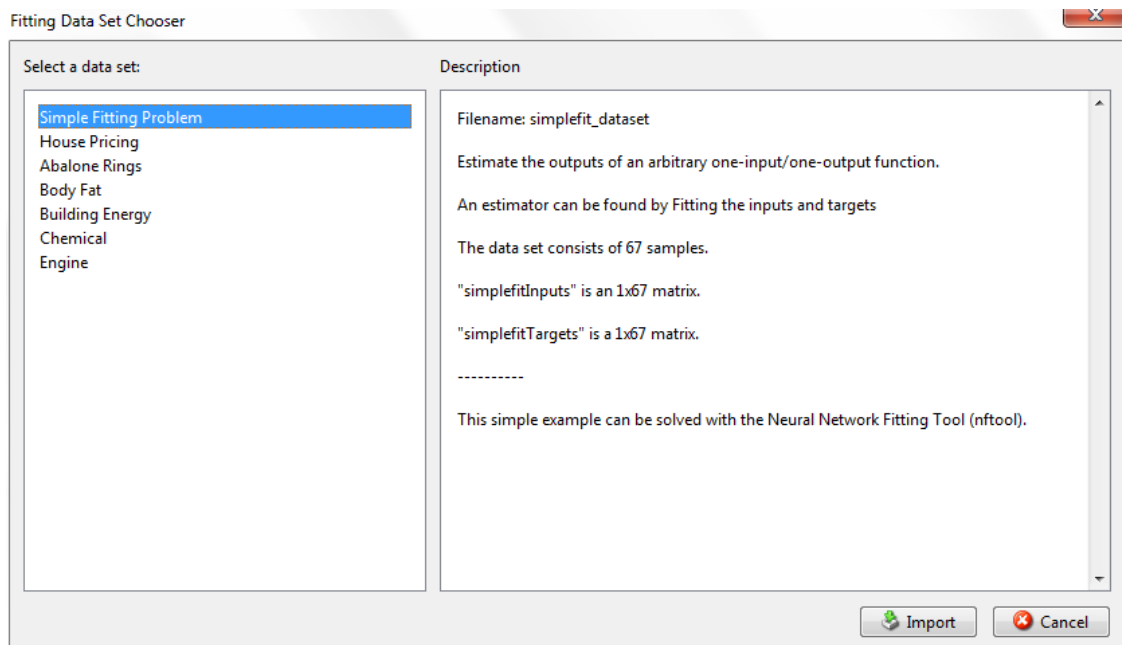 Fitting Data Set Chooser
x
Select a data set:
Simple Fitting Problem
House Pricing
Abalone Rings
Body Fat
Building Energy
Chemical
Engine
Description
Filename: simplefit_dataset
Estimate the outputs of an arbitrary one-input/one-output function.
An estimator can be found by Fitting the inputs and targets
The data set consists of 67 samples.
"simplefitInputs" is an 1x67 matrix.
"simplefitTargets" is a 1x67 matrix.
----------
This simple example can be solved with the Neural Network Fitting Tool (nftool).
Import
Cancel